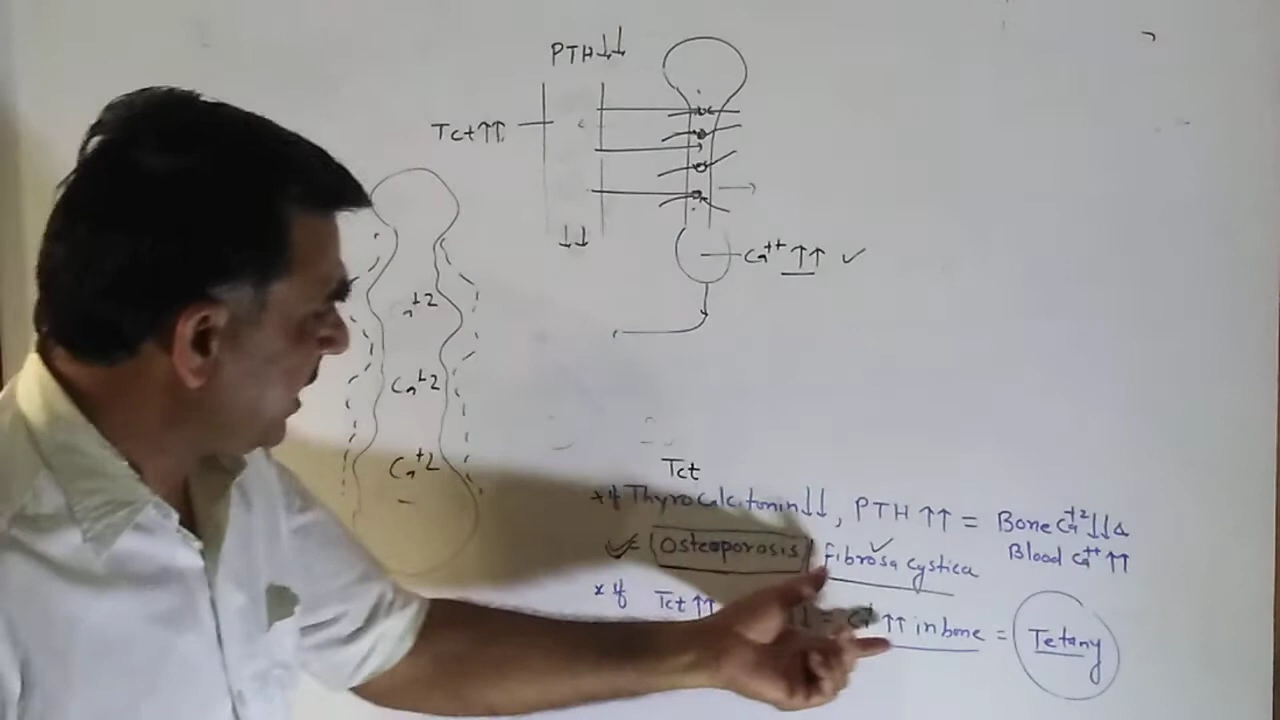 PTH↓↓
Tct↑↑
↓↓
Ca++ ↑↑ ✓
+2
Ca+2
Ca+2
Tct
* if Thyrocalcitonin↓↓, PTH ↑↑ = Bone Ca+2↓↓
Blood Ca++ ↑↑
✓= (Osteoporosis) fibrosa cystica
* if Tct↑↑ ↓ = Ca+ ↑↑ in bone = Tetany